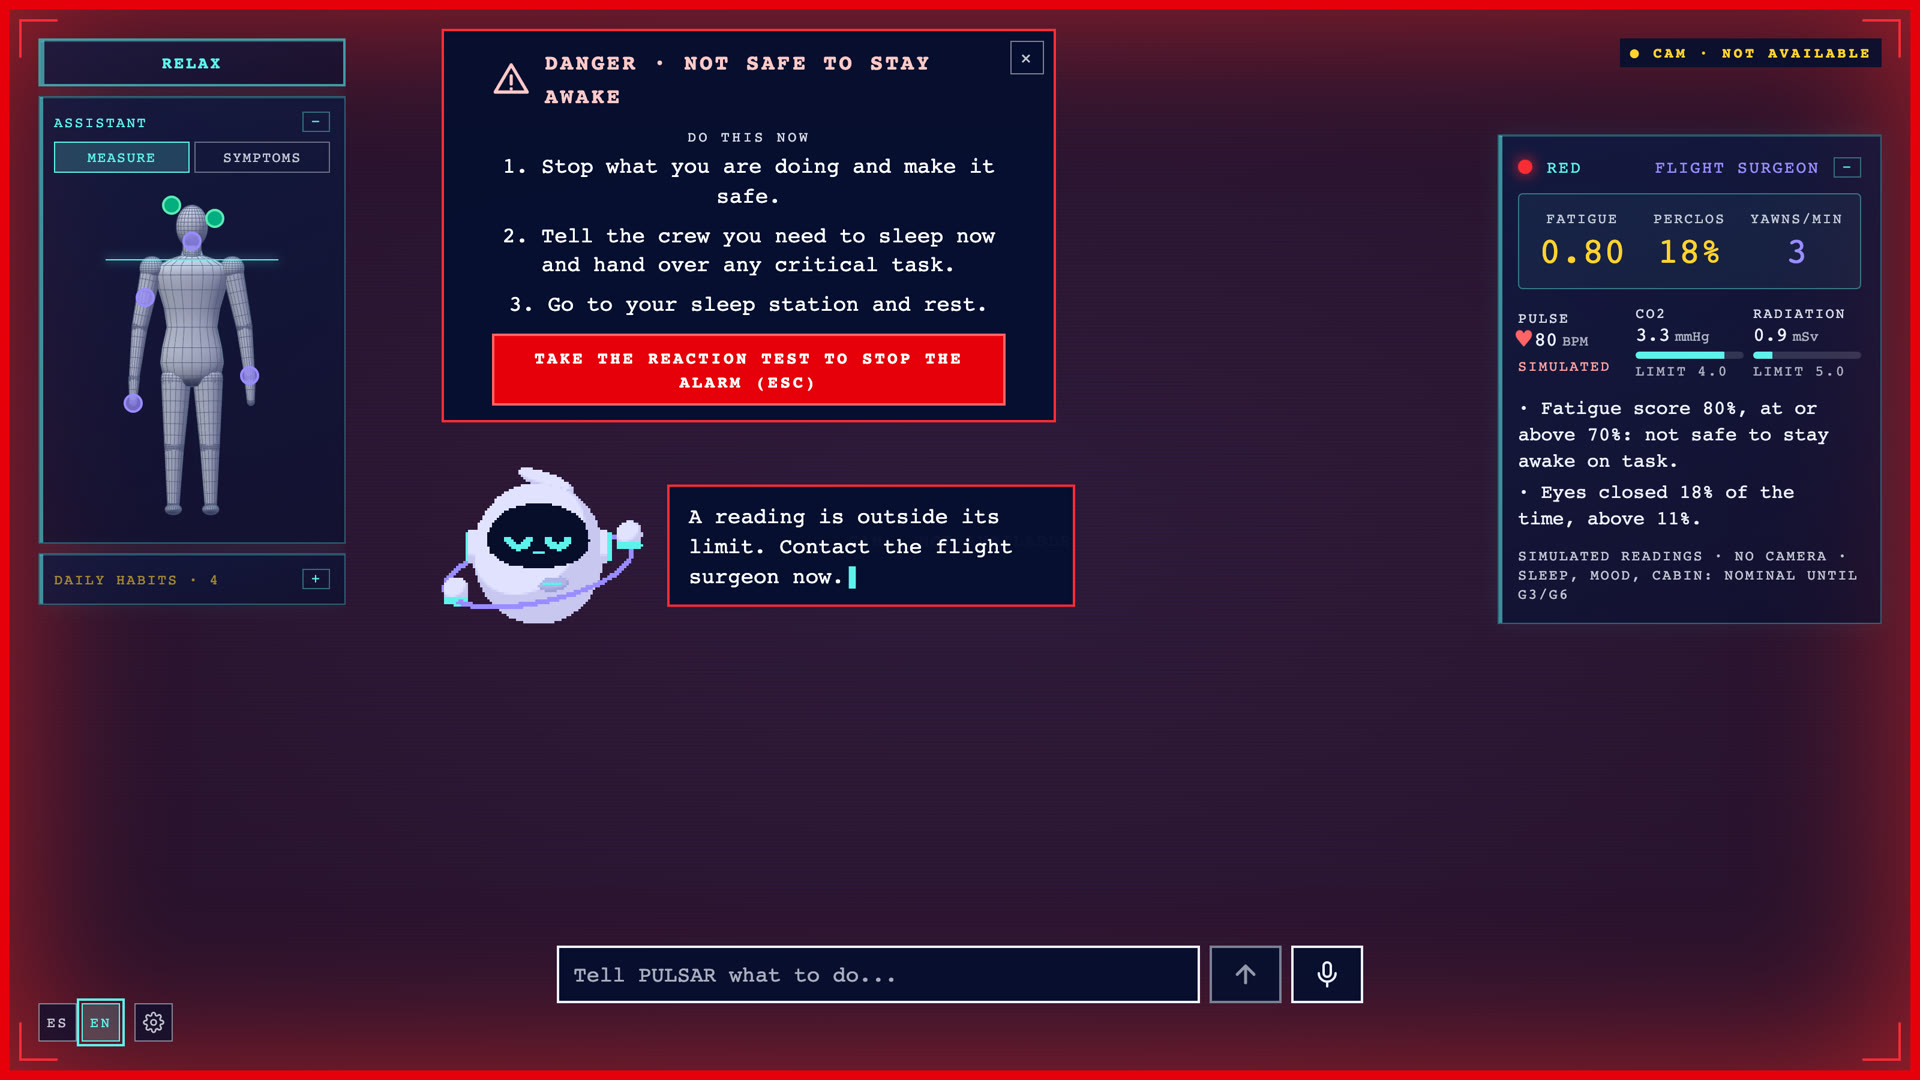 RELAX
ASSISTANT
−
MEASURE
SYMPTOMS
DAILY HABITS · 4
+
DANGER · NOT SAFE TO STAY
AWAKE
×
DO THIS NOW
1. Stop what you are doing and make it
safe.
2. Tell the crew you need to sleep now
and hand over any critical task.
3. Go to your sleep station and rest.
TAKE THE REACTION TEST TO STOP THE
ALARM (ESC)
A reading is outside its
limit. Contact the flight
surgeon now.
CAM · NOT AVAILABLE
RED
FLIGHT SURGEON
−
FATIGUE PERCLOS YAWNS/MIN
0.80 18% 3
PULSE
80 BPM
SIMULATED
CO2
3.3 mmHg
LIMIT 4.0
RADIATION
0.9 mSv
LIMIT 5.0
· Fatigue score 80%, at or
above 70%: not safe to stay
awake on task.
· Eyes closed 18% of the
time, above 11%.
SIMULATED READINGS · NO CAMERA ·
SLEEP, MOOD, CABIN: NOMINAL UNTIL
G3/G6
Tell PULSAR what to do...
ES
EN